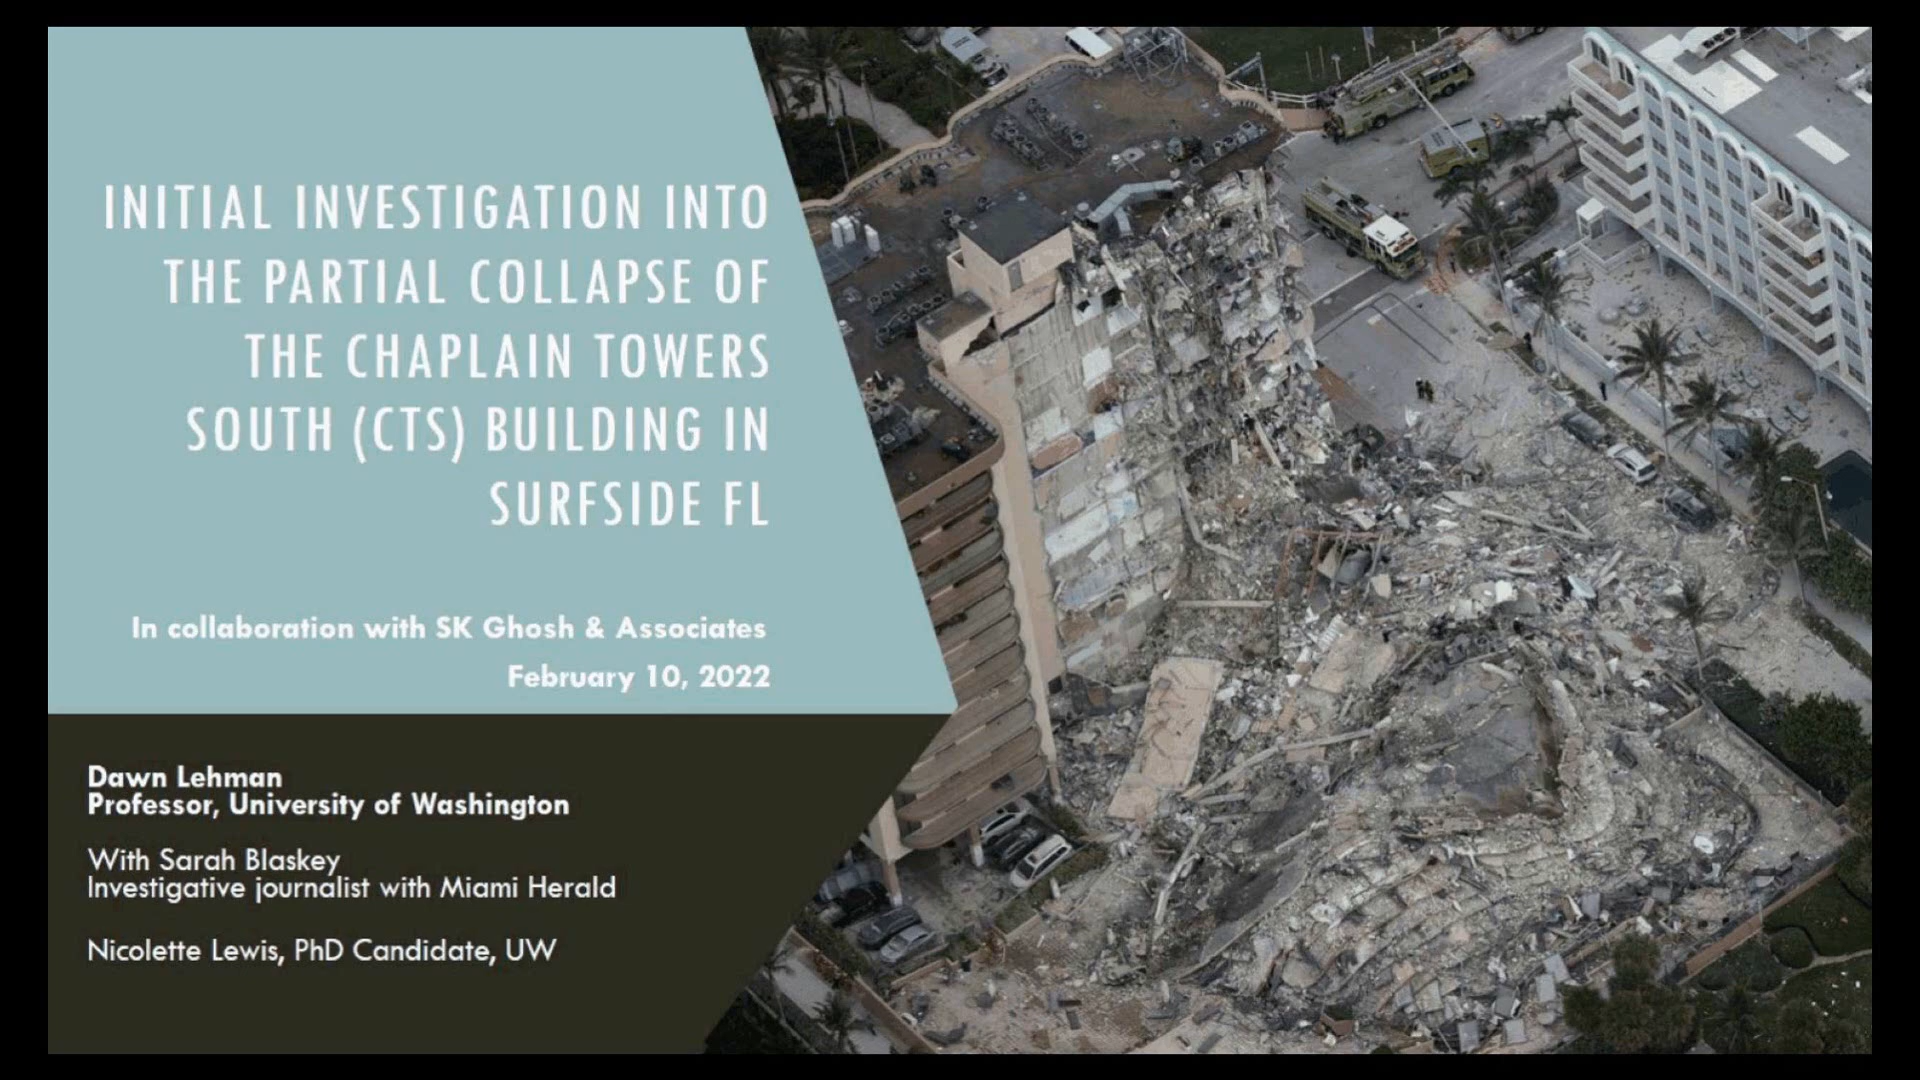 INITIAL INVESTIGATION INTO
THE PARTIAL COLLAPSE OF
THE CHAPLAIN TOWERS
SOUTH (CTS) BUILDING IN
SURFSIDE FL
In collaboration with SK Ghosh & Associates
February 10, 2022
Dawn Lehman
Professor, University of Washington
With Sarah Blaskey
Investigative journalist with Miami Herald
Nicolette Lewis, PhD Candidate, UW